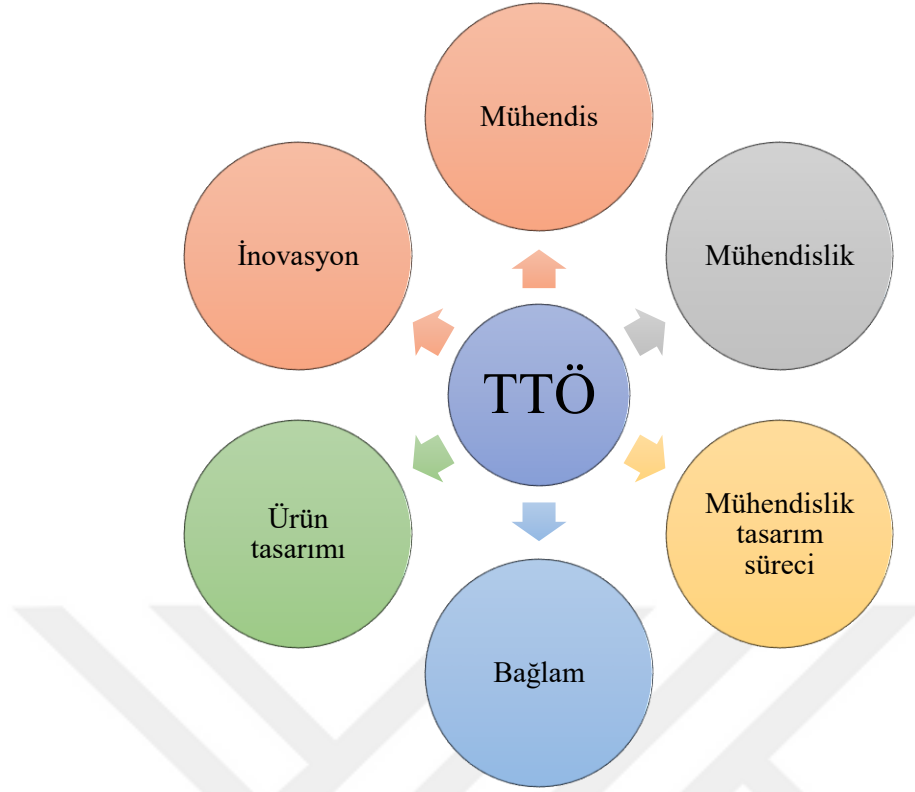 Mühendis
İnovasyon
Mühendislik
TTÖ
Ürün
tasarımı
Mühendislik
tasarım
süreci
Bağlam